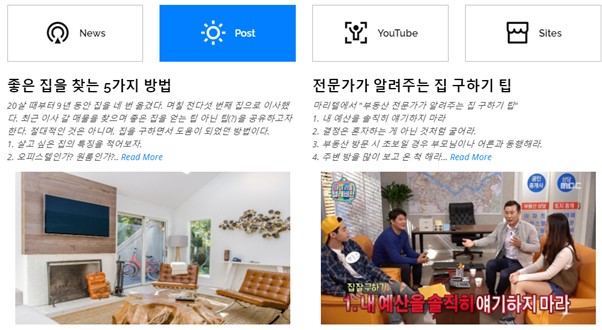 News
Post
YouTube
Sites
좋은 집을 찾는 5가지 방법
20살 때부터 9년 동안 집을 네 번 옮겼다. 며칠 전다섯 번째 집으로 이사했
다. 최근 이사 갈 매물을 찾으며 좋은 집을 얻는 법 아닌 팁(?)을 공유하고자
한다. 절대적인 것은 아니며, 집을 구하면서 도움이 되었던 방법이다.
1. 살고 싶은 집의 특징을 적어보자.
2. 오피스텔인가? 원룸인가?.. Read More
전문가가 알려주는 집 구하기 팁
마리텔에서 "부동산 전문가가 알려주는 집 구하기 팁"
1. 내 예산을 솔직히 얘기하지 마라
2. 결정은 혼자하는 게 아닌 것처럼 굴어라.
3. 부동산 방문 시 초보일 경우 부모님이나 어른과 동행해라.
4. 주변 방을 많이 보고 온 척 해라... Read More
집 잘 구하기
1. 내 예산을 솔직히 얘기하지 마라